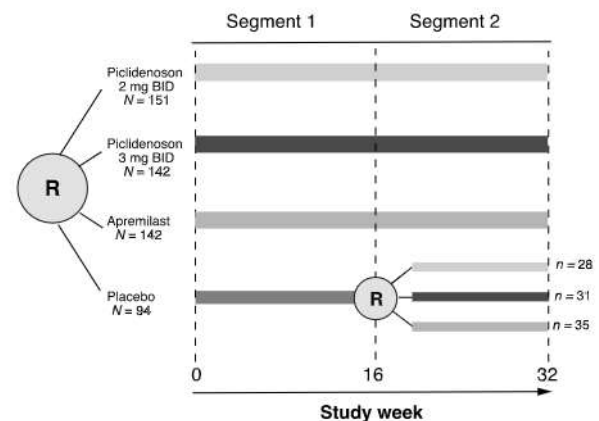 Segment 1
Segment 2
Piclidenoson
2 mg BID
N = 151
Piclidenoson
3 mg BID
N = 142
R
Apremilast
N = 142
Placebo
N = 94
R
n = 28
n = 31
n = 35
0
16
32
Study week